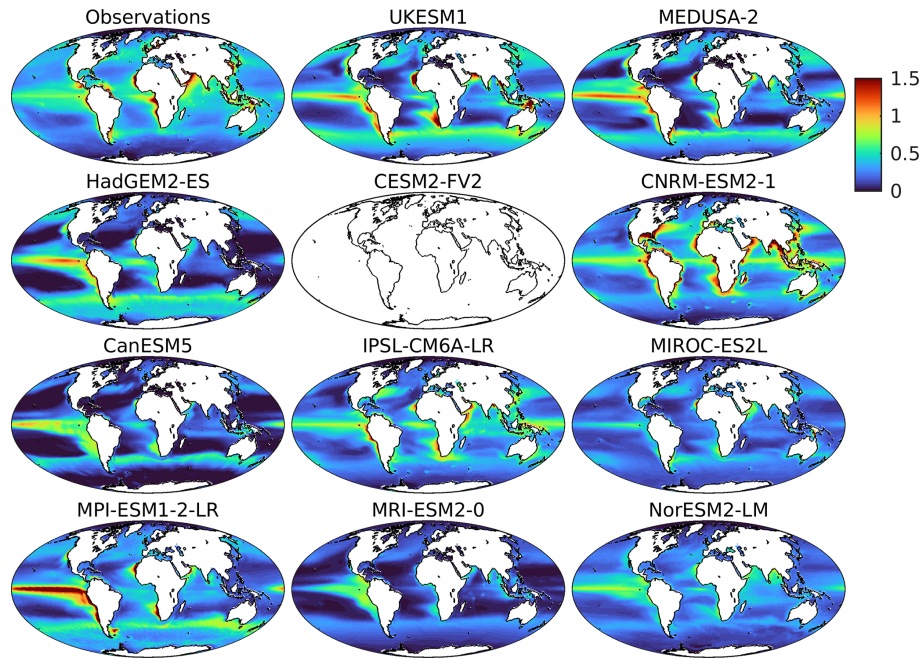 Observations
UKESM1
MEDUSA-2
1.5
1
0.5
0
HadGEM2-ES
CESM2-FV2
CNRM-ESM2-1
CanESM5
IPSL-CM6A-LR
MIROC-ES2L
MPI-ESM1-2-LR
MRI-ESM2-0
NorESM2-LM